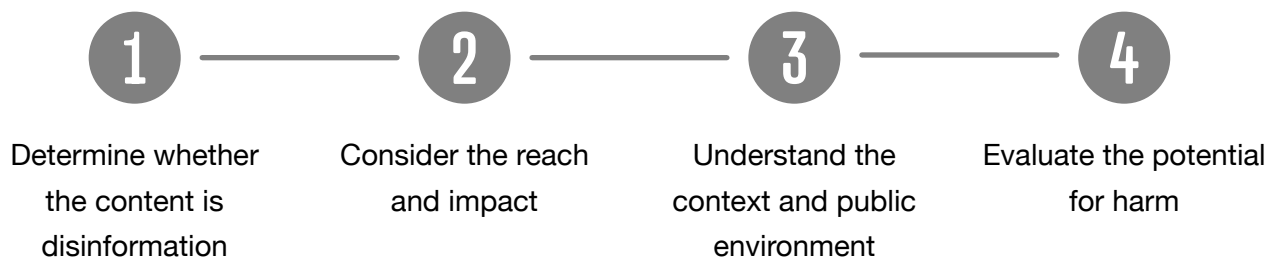 1
Determine whether
the content is
disinformation
2
Consider the reach
and impact
3
Understand the
context and public
environment
4
Evaluate the potential
for harm